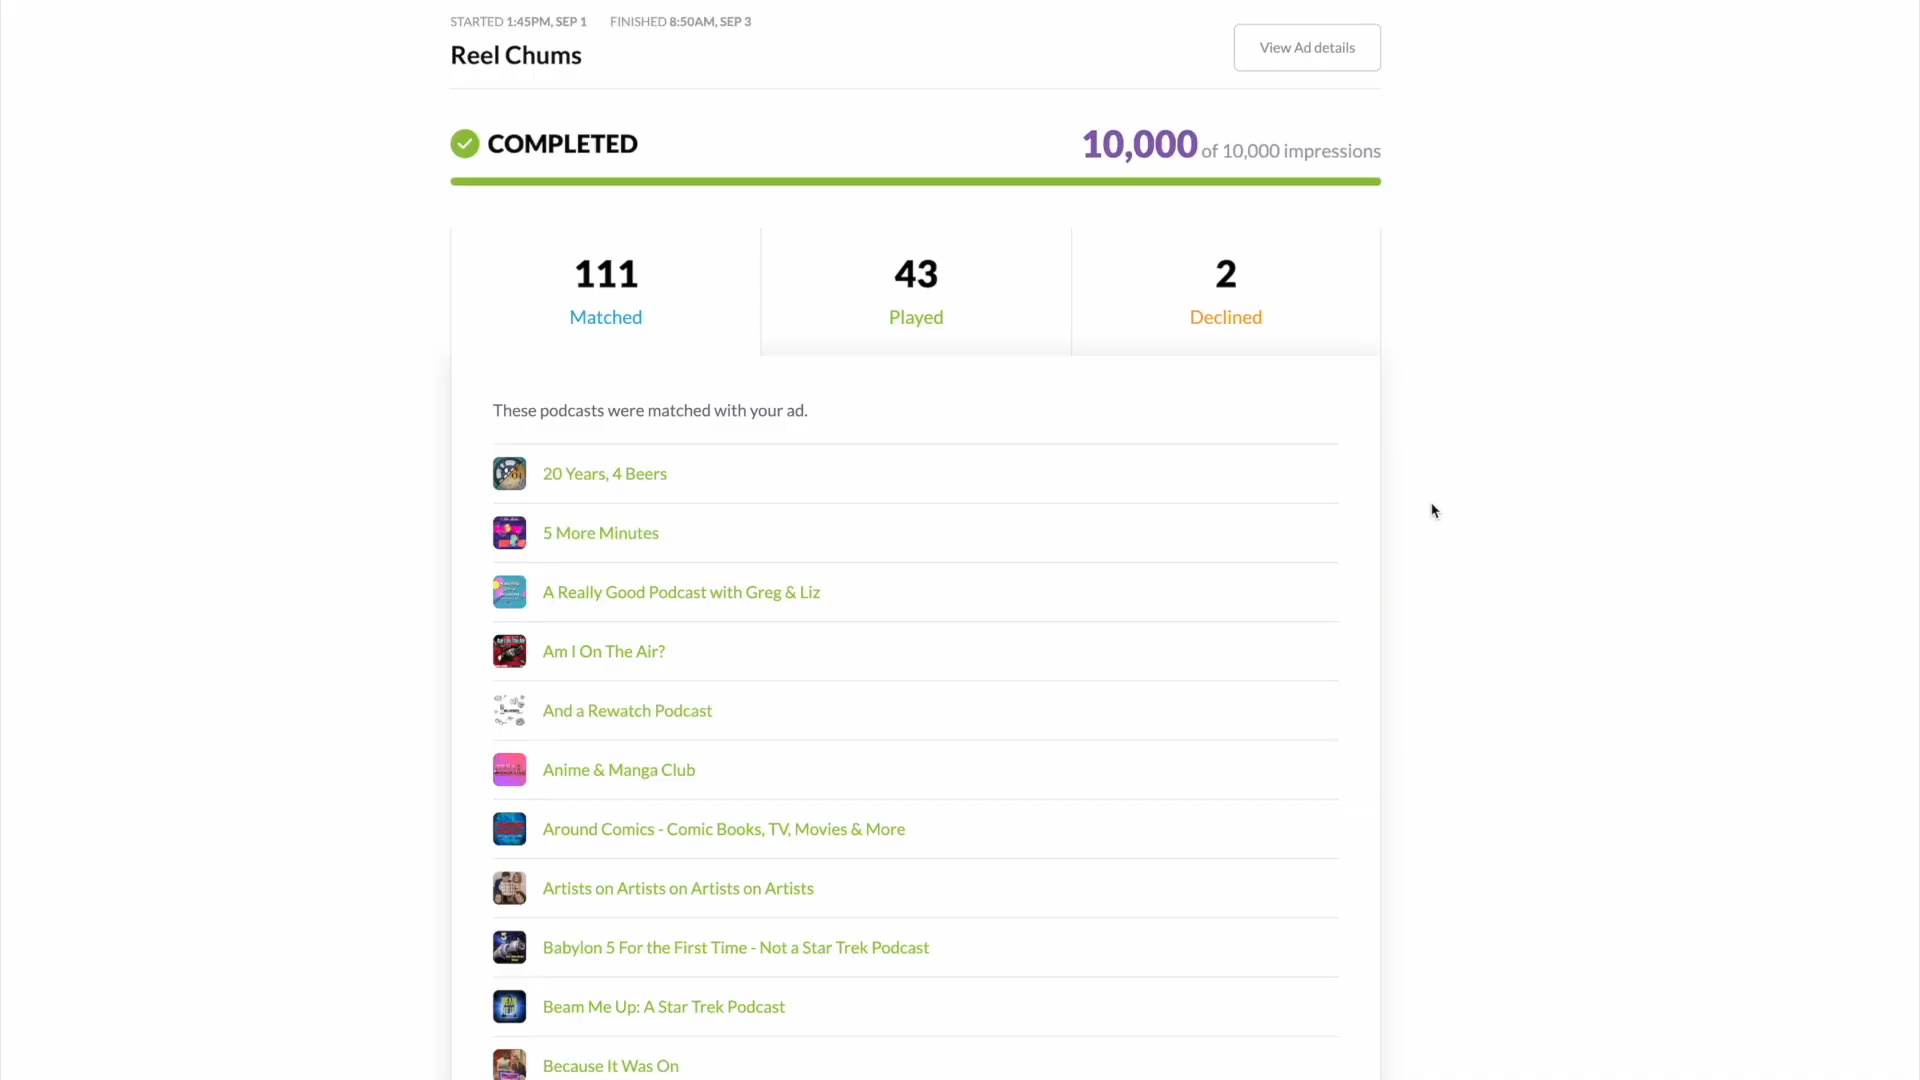 STARTED 1:45PM, SEP 1 FINISHED 8:50AM, SEP 3
Reel Chums
View Ad details
COMPLETED
10,000 of 10,000 impressions
111
Matched
43
Played
2
Declined
These podcasts were matched with your ad.
20 Years, 4 Beers
5 More Minutes
A Really Good Podcast with Greg & Liz
Am I On The Air?
And a Rewatch Podcast
Anime & Manga Club
Around Comics - Comic Books, TV, Movies & More
Artists on Artists on Artists on Artists
Babylon 5 For the First Time - Not a Star Trek Podcast
Beam Me Up: A Star Trek Podcast
Because It Was On